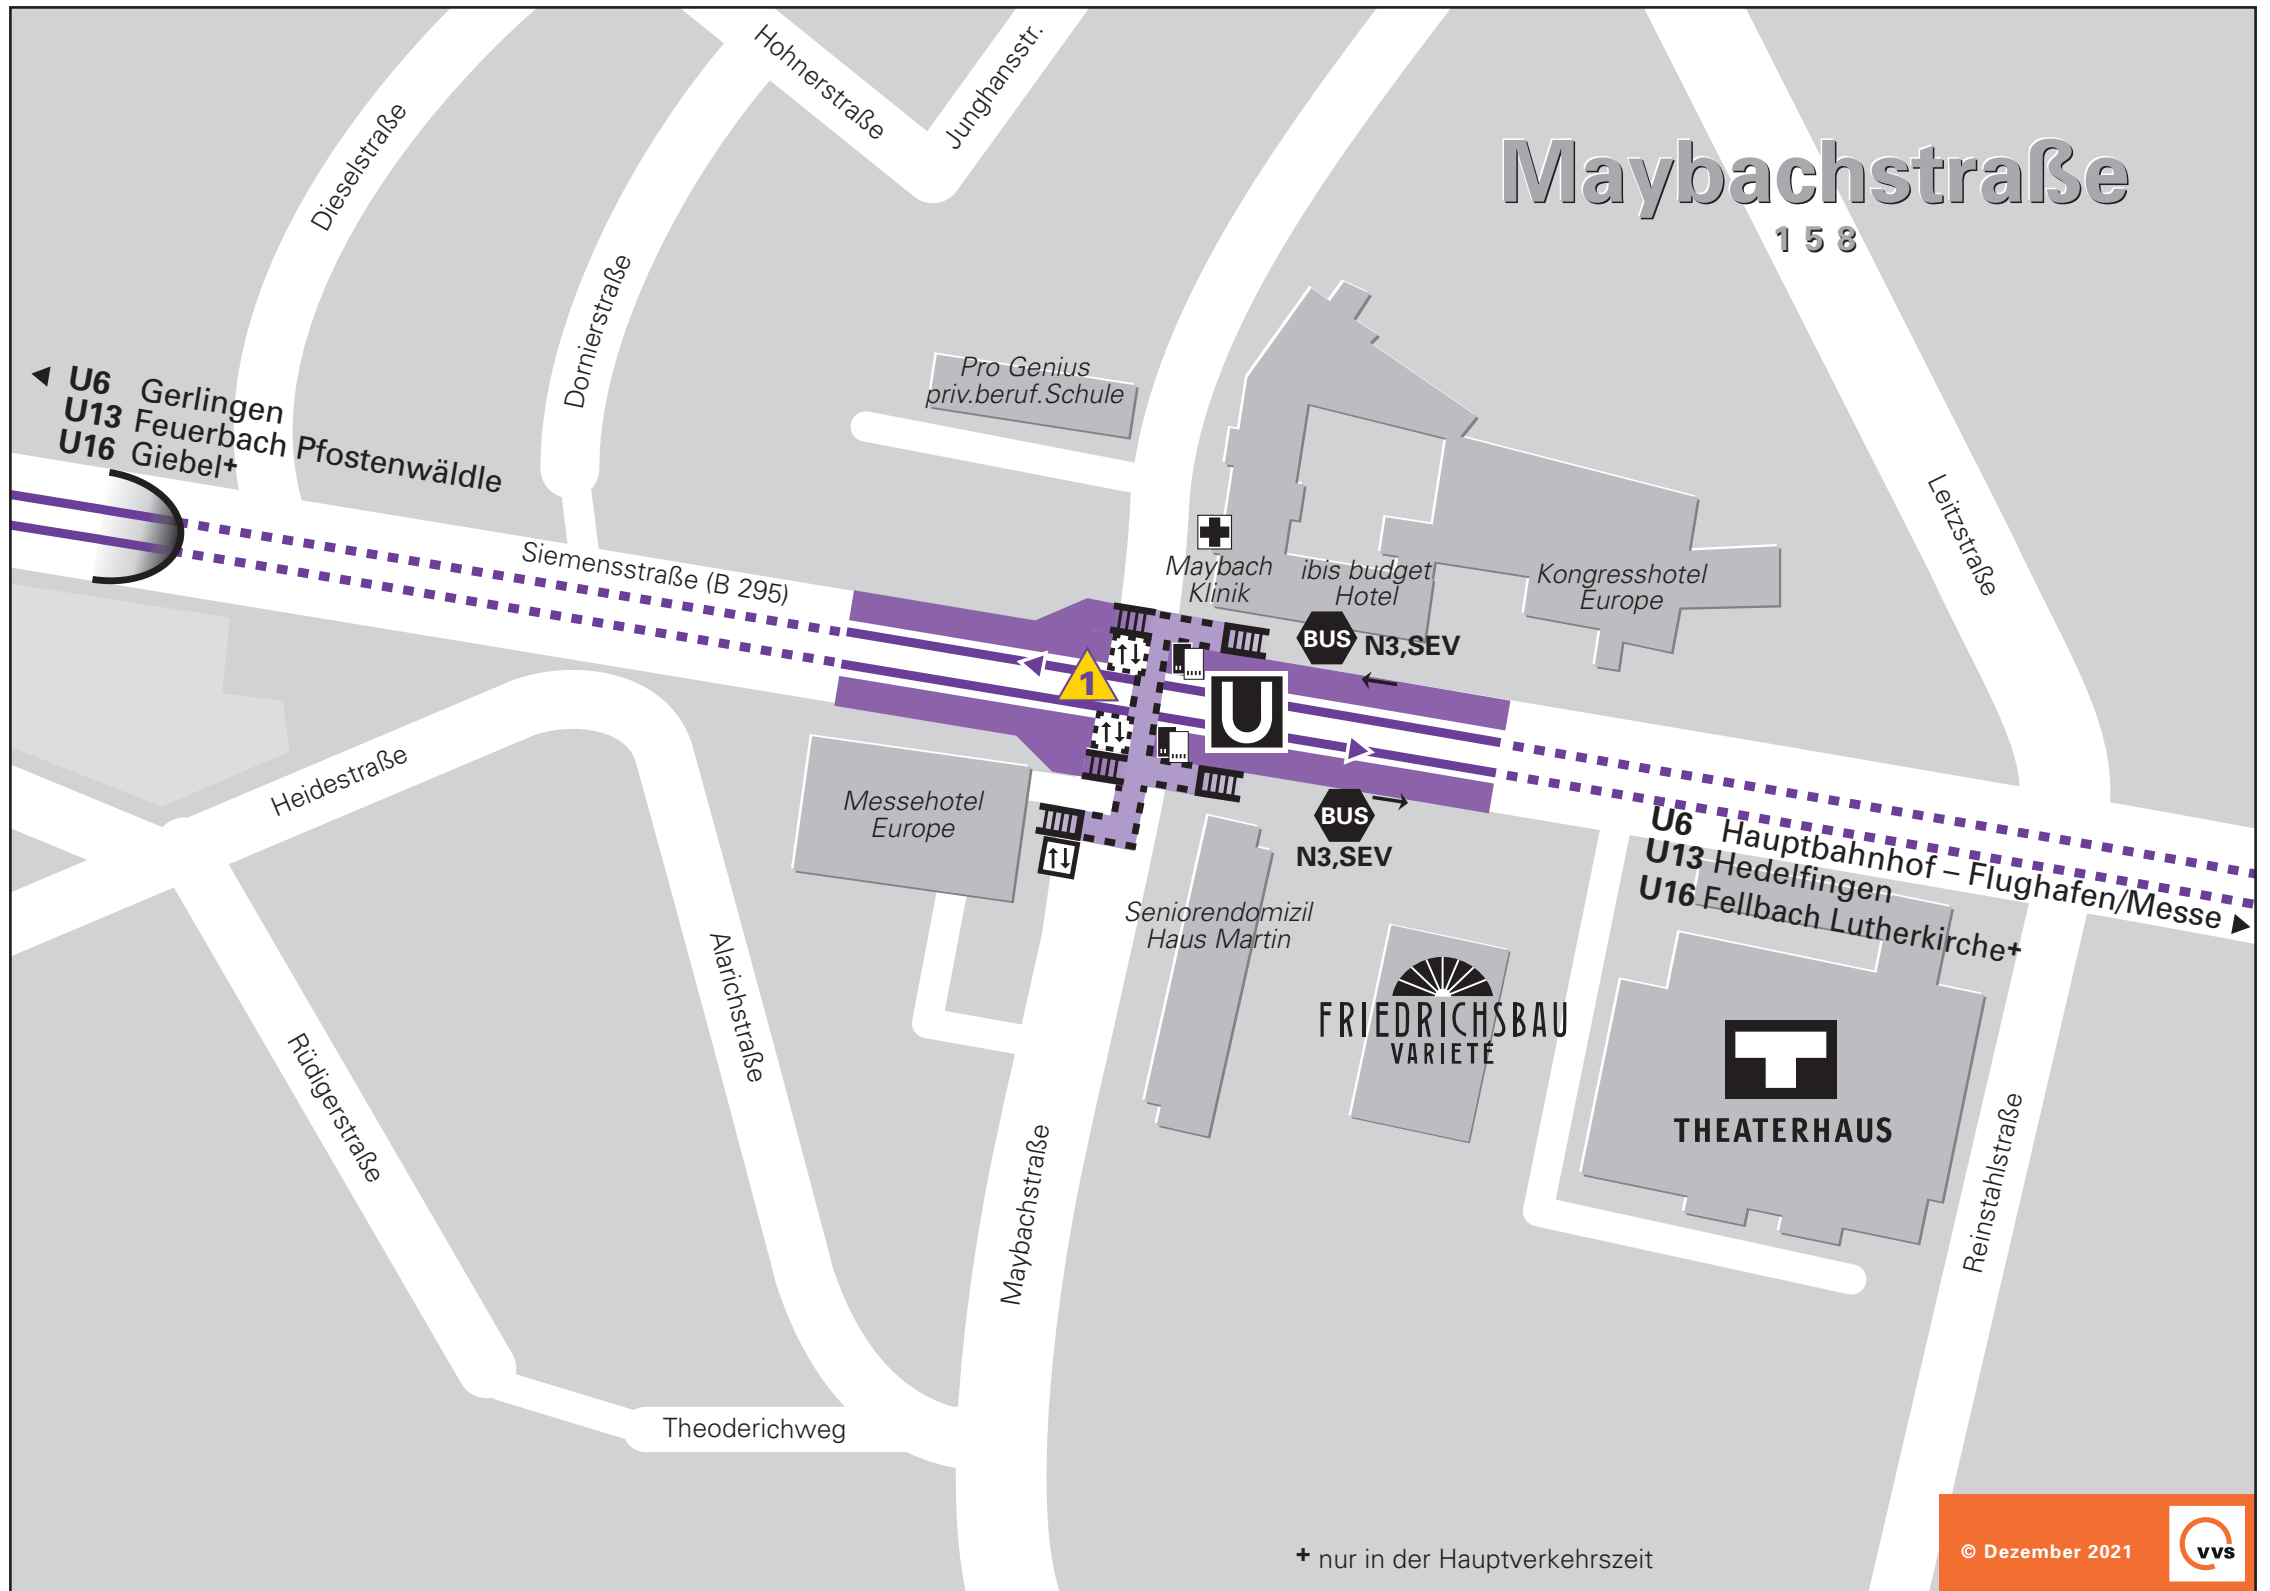 Hohnerstraße
Junghansstr.
Dieselstraße
Maybachstraße
158
Dornierstraße
Pro Genius
priv.beruf.Schule
U6 Gerlingen
U13 Feuerbach Pfostenwäldle
U16 Giebel+
Leitzstraße
Siemensstraße (B 295)
Maybach
Klinik
ibis budget
Hotel
Kongresshotel
Europe
BUS N3,SEV
1
U
Heidestraße
Messehotel
Europe
BUS
N3,SEV
U6 Hauptbahnhof – Flughafen/Messe
U13 Hedelfingen
U16 Fellbach Lutherkirche+
Seniorendomizil
Haus Martin
Alarichstraße
FRIEDRICHSBAU
VARIETÉ
T
THEATERHAUS
Rüdigerstraße
Maybachstraße
Reinstahlstraße
Theoderichweg
+ nur in der Hauptverkehrszeit
© Dezember 2021
vvs